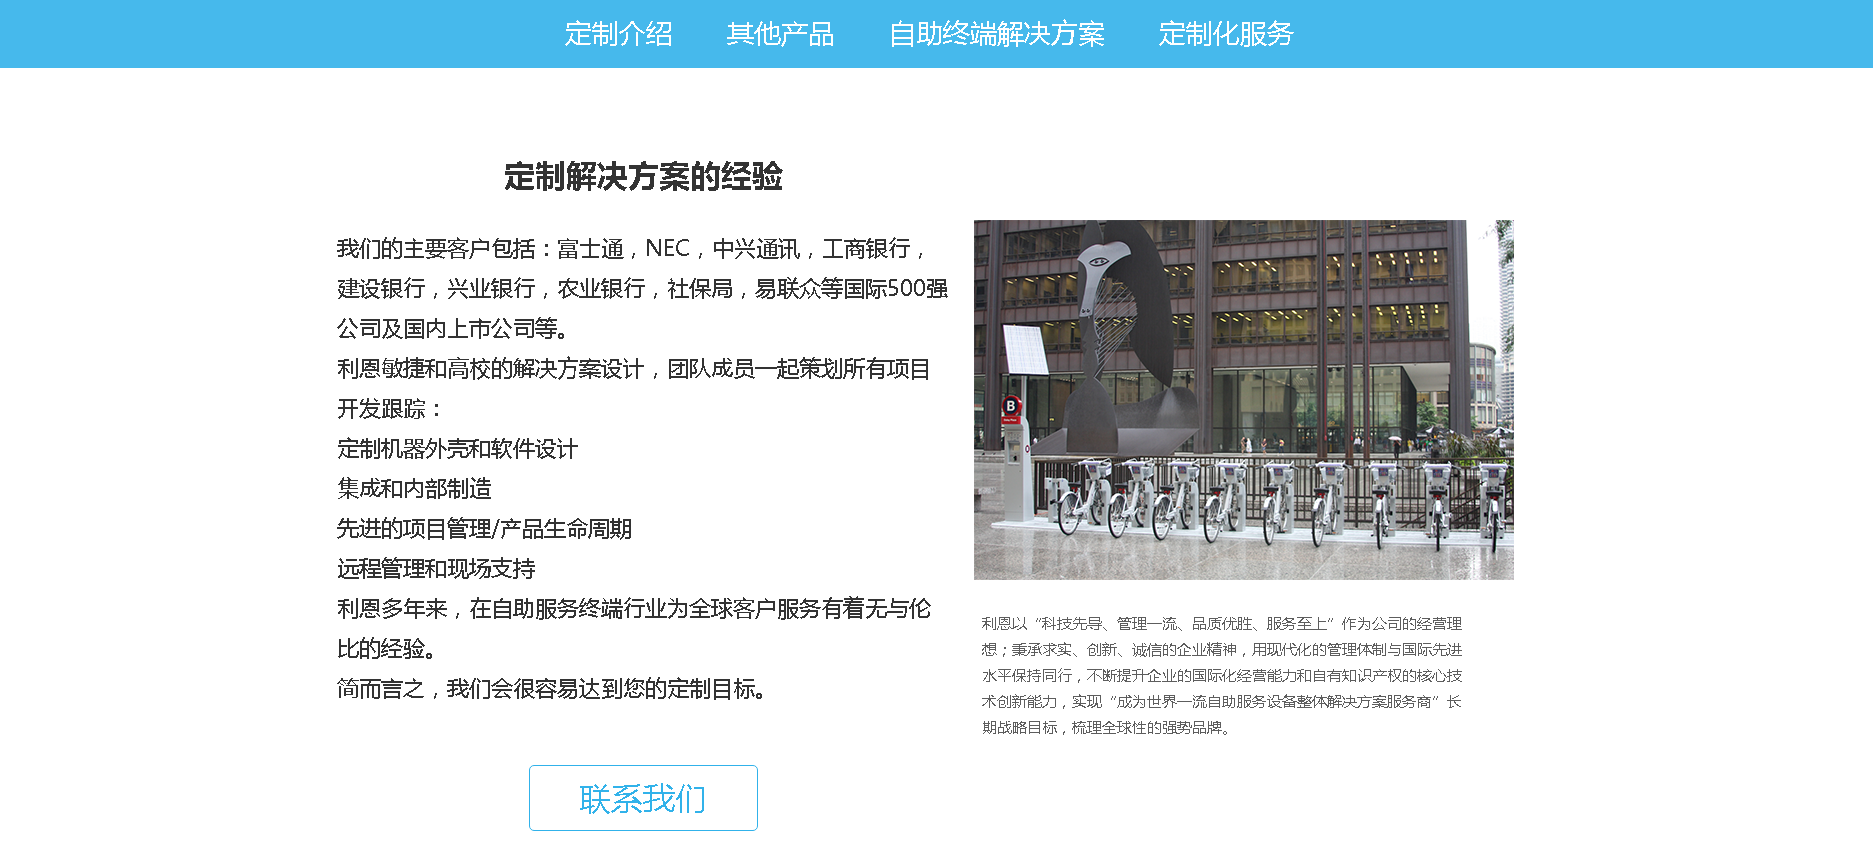 定制介绍 其他产品 自助终端解决方案 定制化服务
定制解决方案的经验
我们的主要客户包括：富士通，NEC，中兴通讯，工商银行，
建设银行，兴业银行，农业银行，社保局，易联众等国际500强
公司及国内上市公司等。
利恩敏捷和高校的解决方案设计，团队成员一起策划所有项目
开发跟踪：
定制机器外壳和软件设计
集成和内部制造
先进的项目管理/产品生命周期
远程管理和现场支持
利恩多年来，在自助服务终端行业为全球客户服务有着无与伦
比的经验。
简而言之，我们会很容易达到您的定制目标。
联系我们
B
利恩以“科技先导、管理一流、品质优胜、服务至上”作为公司的经营理
想；秉承求实、创新、诚信的企业精神，用现代化的管理体制与国际先进
水平保持同行，不断提升企业的国际化经营能力和自有知识产权的核心技
术创新能力，实现“成为世界一流自助服务设备整体解决方案服务商”长
期战略目标，梳理全球性的强势品牌。